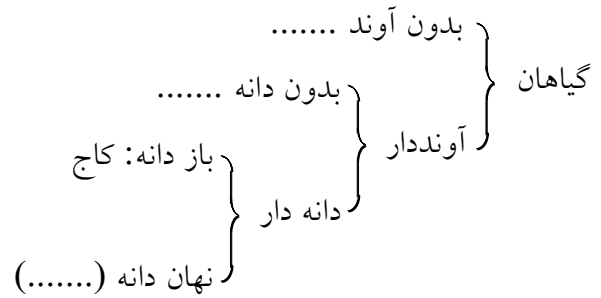 بدون آوند .......
گیاهان
بدون دانه .......
آونددار
باز دانه: کاج
دانه دار
نهان دانه (.......)